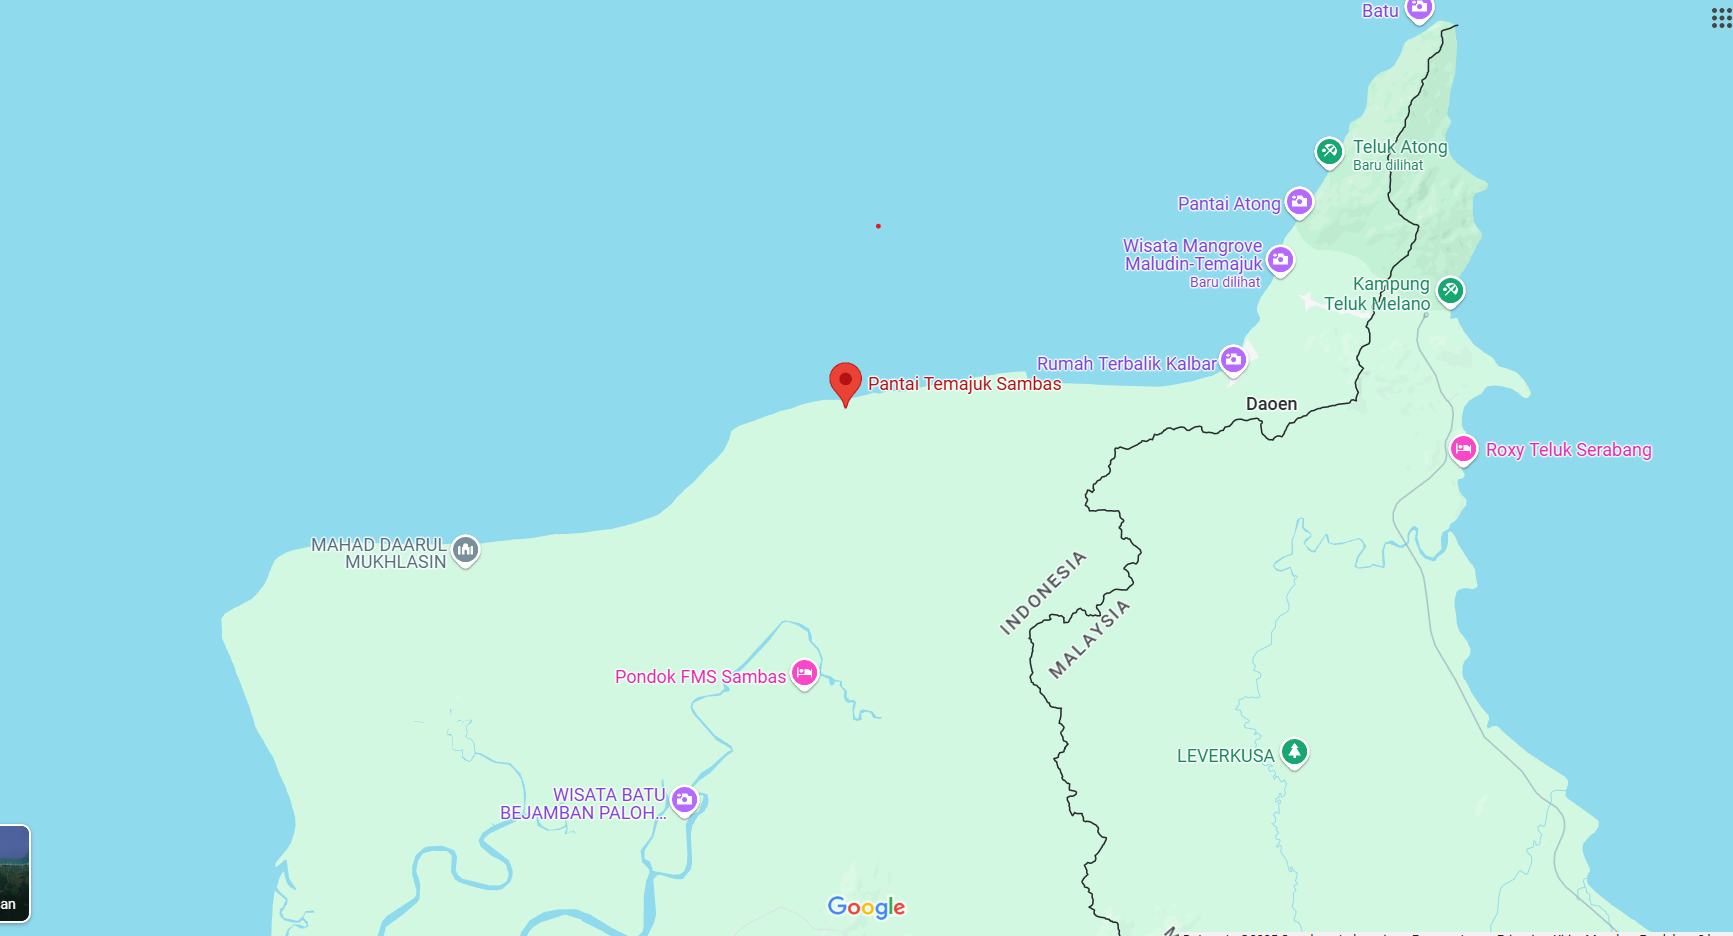 Batu
Teluk Atong
Baru dilihat
Pantai Atong
Wisata Mangrove
Maludin-Temajuk
Baru dilihat
Kampung
Teluk Melano
Rumah Terbalik Kalbar
Pantai Temajuk Sambas
Daoen
Roxy Teluk Serabang
MAHAD DAARUL
MUKHLASIN
INDONESIA
MALAYSIA
Pondok FMS Sambas
LEVERKUSA
WISATA BATU
BEJAMBAN PALOH...
an
Google